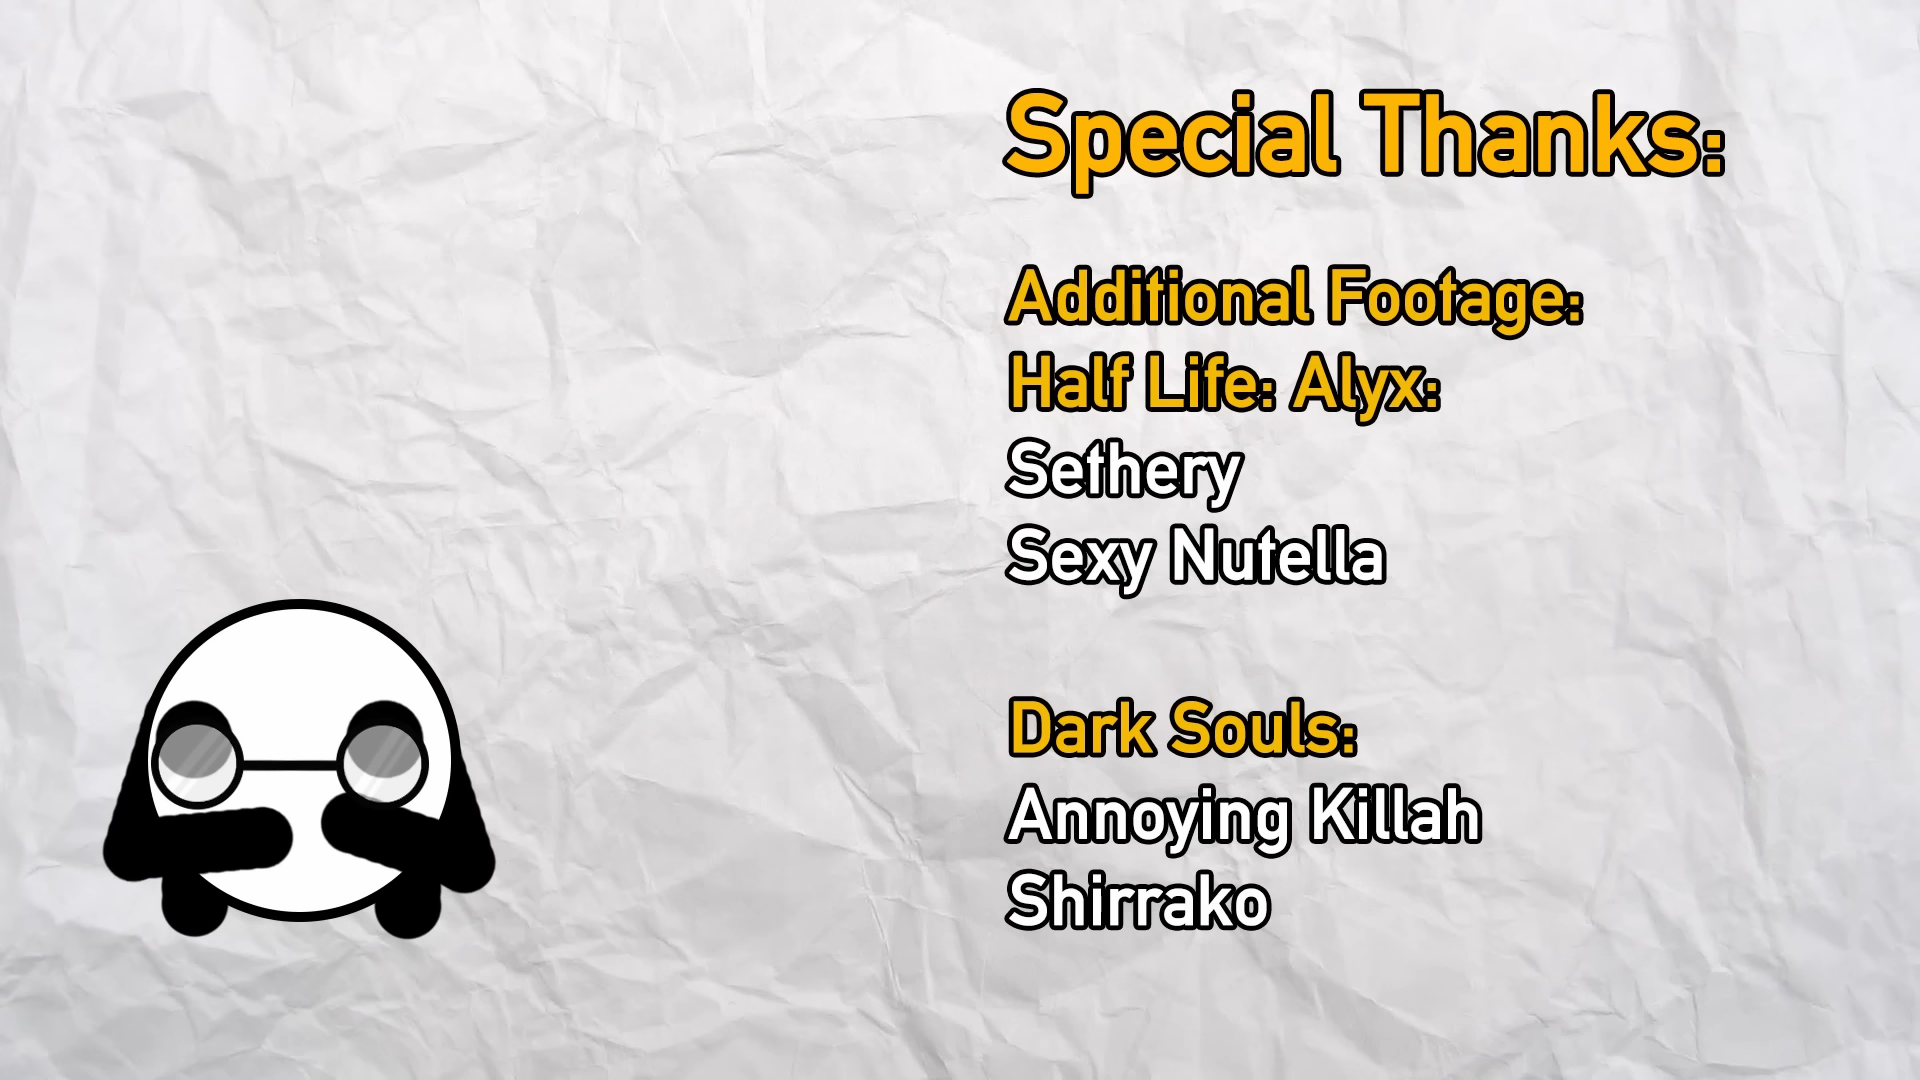 Special Thanks:
Additional Footage:
Half Life: Alyx:
Sethery
Sexy Nutella
Dark Souls:
Annoying Killah
Shirrako